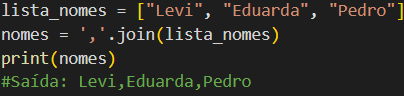 lista_nomes = ["Levi", "Eduarda", "Pedro"]
nomes = ','.join(lista_nomes)
print(nomes)
#Saída: Levi,Eduarda,Pedro